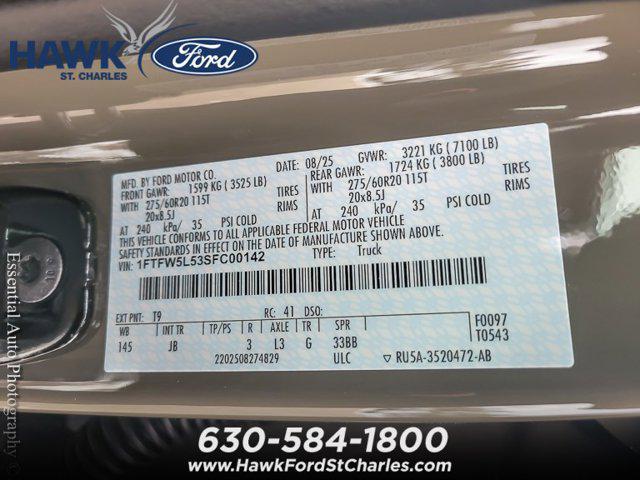 HAWK
ST. CHARLES
Ford
MFD. BY FORD MOTOR CO.
DATE: 08/25 GVWR: 3221 KG ( 7100 LB)
FRONT GAWR: 1599 KG ( 3525 LB)
REAR GAWR: 1724 KG ( 3800 LB)
WITH 275/60R20 115T TIRES
WITH 275/60R20 115T TIRES
20x8.5J RIMS
20x8.5J RIMS
AT 240 kPa/ 35 PSI COLD
AT 240 kPa/ 35 PSI COLD
THIS VEHICLE CONFORMS TO ALL APPLICABLE FEDERAL MOTOR VEHICLE
SAFETY STANDARDS IN EFFECT ON THE DATE OF MANUFACTURE SHOWN ABOVE.
VIN: 1FTFW5L53SFC00142 TYPE: Truck
EXT PNT: T9 RC: 41 DSO: F0097
WB INT TR TP/PS R AXLE TR SPR T0543
145 JB 3 L3 G 33BB
2202508274829 ULC ▽ RU5A-3520472-AB
Essential Auto Photography ©
630-584-1800
www.HawkFordStCharles.com